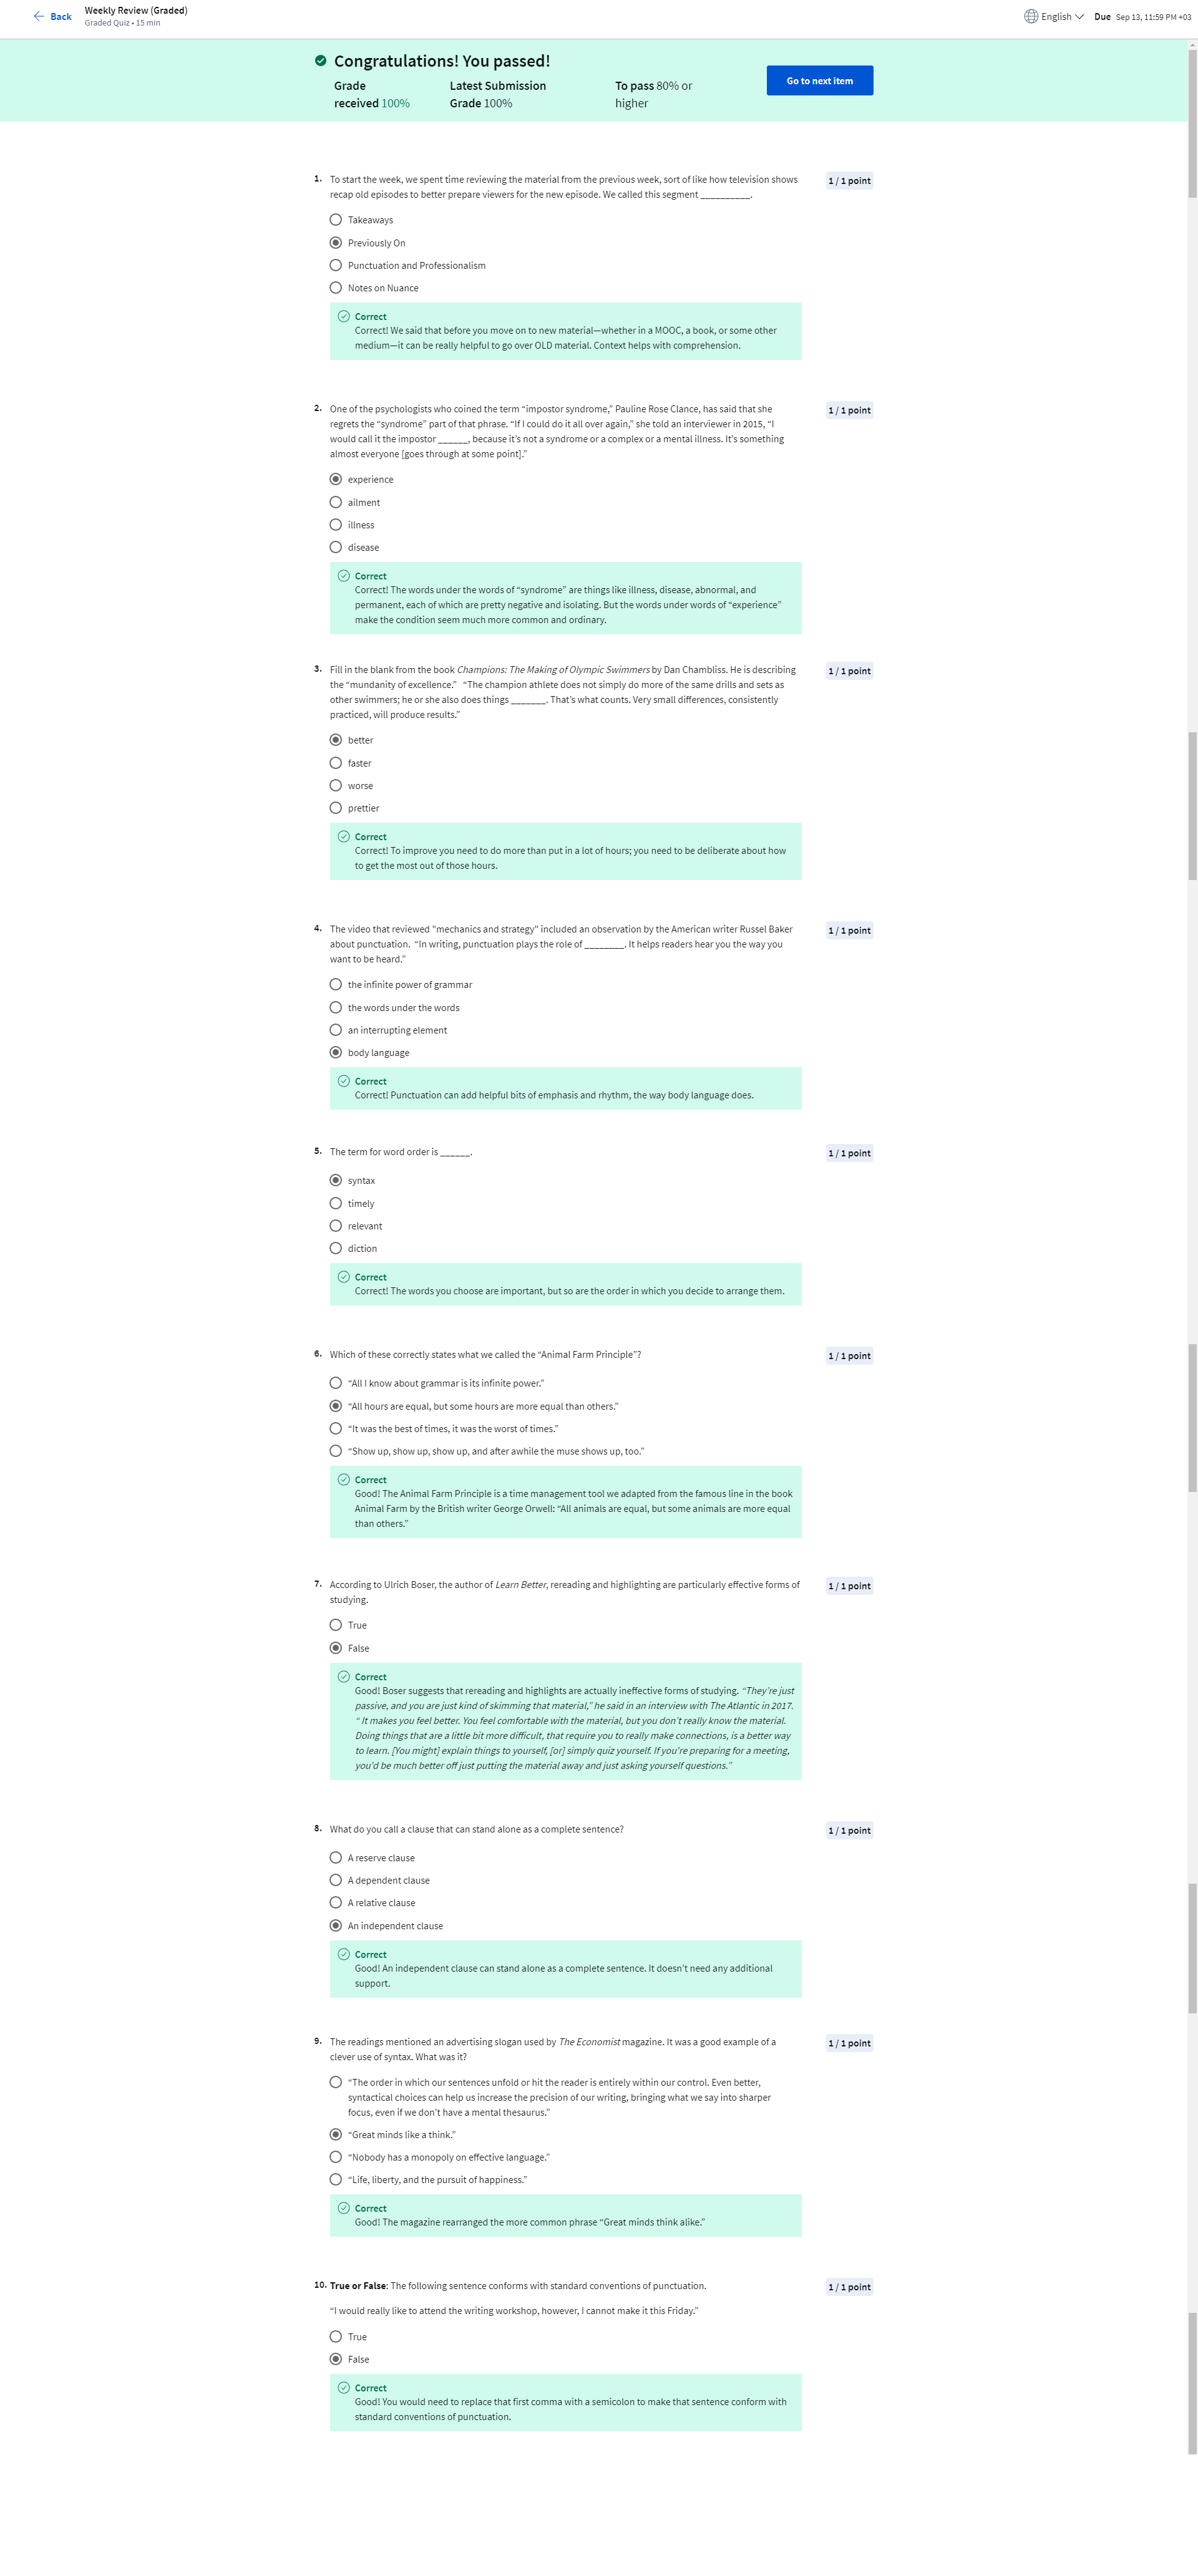 Back
Weekly Review (Graded)
Graded Quiz • 15 min
English
Due Sep 13, 11:59 PM +03
Congratulations! You passed!
Grade
received 100%
Latest Submission
Grade 100%
To pass 80% or
higher
Go to next item
1. To start the week, we spent time reviewing the material from the previous week, sort of like how television shows
recap old episodes to better prepare viewers for the new episode. We called this segment __________.
1 / 1 point
Takeaways
Previously On
Punctuation and Professionalism
Notes on Nuance
Correct
Correct! We said that before you move on to new material—whether in a MOOC, a book, or some other
medium—it can be really helpful to go over OLD material. Context helps with comprehension.
2. One of the psychologists who coined the term “impostor syndrome,” Pauline Rose Clance, has said that she
regrets the “syndrome” part of that phrase. “If I could do it all over again,” she told an interviewer in 2015, “I
would call it the impostor ______, because it’s not a syndrome or a complex or a mental illness. It’s something
almost everyone [goes through at some point].”
1 / 1 point
experience
ailment
illness
disease
Correct
Correct! The words under the words of “syndrome” are things like illness, disease, abnormal, and
permanent, each of which are pretty negative and isolating. But the words under words of “experience”
make the condition seem much more common and ordinary.
3. Fill in the blank from the book Champions: The Making of Olympic Swimmers by Dan Chambliss. He is describing
the “mundanity of excellence.” “The champion athlete does not simply do more of the same drills and sets as
other swimmers; he or she also does things _______. That’s what counts. Very small differences, consistently
practiced, will produce results.”
1 / 1 point
better
faster
worse
prettier
Correct
Correct! To improve you need to do more than put in a lot of hours; you need to be deliberate about how
to get the most out of those hours.
4. The video that reviewed "mechanics and strategy" included an observation by the American writer Russel Baker
about punctuation. “In writing, punctuation plays the role of ________. It helps readers hear you the way you
want to be heard.”
1 / 1 point
the infinite power of grammar
the words under the words
an interrupting element
body language
Correct
Correct! Punctuation can add helpful bits of emphasis and rhythm, the way body language does.
5. The term for word order is ______.
1 / 1 point
syntax
timely
relevant
diction
Correct
Correct! The words you choose are important, but so are the order in which you decide to arrange them.
6. Which of these correctly states what we called the “Animal Farm Principle”?
1 / 1 point
“All I know about grammar is its infinite power.”
“All hours are equal, but some hours are more equal than others.”
“It was the best of times, it was the worst of times.”
“Show up, show up, show up, and after awhile the muse shows up, too.”
Correct
Good! The Animal Farm Principle is a time management tool we adapted from the famous line in the book
Animal Farm by the British writer George Orwell: “All animals are equal, but some animals are more equal
than others.”
7. According to Ulrich Boser, the author of Learn Better, rereading and highlighting are particularly effective forms of
studying.
1 / 1 point
True
False
Correct
Good! Boser suggests that rereading and highlights are actually ineffective forms of studying. “They’re just
passive, and you are just kind of skimming that material,” he said in an interview with The Atlantic in 2017.
“ It makes you feel better. You feel comfortable with the material, but you don’t really know the material.
Doing things that are a little bit more difficult, that require you to really make connections, is a better way
to learn. [You might] explain things to yourself, [or] simply quiz yourself. If you’re preparing for a meeting,
you’d be much better off just putting the material away and just asking yourself questions.”
8. What do you call a clause that can stand alone as a complete sentence?
1 / 1 point
A reserve clause
A dependent clause
A relative clause
An independent clause
Correct
Good! An independent clause can stand alone as a complete sentence. It doesn’t need any additional
support.
9. The readings mentioned an advertising slogan used by The Economist magazine. It was a good example of a
clever use of syntax. What was it?
1 / 1 point
“The order in which our sentences unfold or hit the reader is entirely within our control. Even better,
syntactical choices can help us increase the precision of our writing, bringing what we say into sharper
focus, even if we don’t have a mental thesaurus.”
“Great minds like a think.”
“Nobody has a monopoly on effective language.”
“Life, liberty, and the pursuit of happiness.”
Correct
Good! The magazine rearranged the more common phrase “Great minds think alike.”
10. True or False: The following sentence conforms with standard conventions of punctuation.
1 / 1 point
“I would really like to attend the writing workshop, however, I cannot make it this Friday.”
True
False
Correct
Good! You would need to replace that first comma with a semicolon to make that sentence conform with
standard conventions of punctuation.